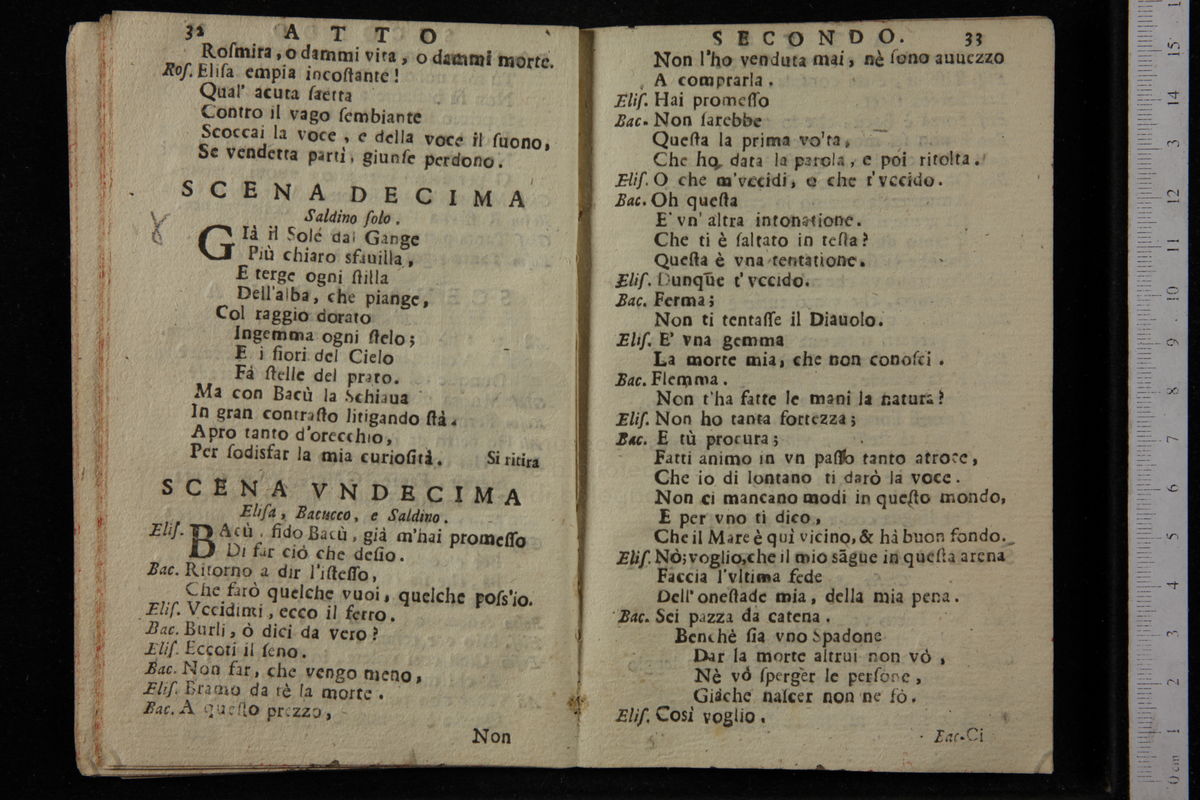 32 ATTO
Roſmira, o dammi vita, o dammi morte.
Roſ. Eliſa empia incoſtante!
Qual' acuta ſaetta
Contro il vago ſembiante
Scoccai la voce, e della voce il ſuono,
Se vendetta partì, giunſe perdono.
SCENA DECIMA
Saldino ſolo.
GIà il Sole dal Gange
Più chiaro sfauilla,
E terge ogni ſtilla
Dell'alba, che piange,
Col raggio dorato
Ingemma ogni ſtelo;
E i fiori del Cielo
Fà ſtelle del prato.
Ma con Bacù la Schiaua
In gran contraſto litigando ſtà.
Apro tanto d'orecchio,
Per ſodisfar la mia curioſità. Si ritira
SCENA VNDECIMA
Eliſa, Bacucco, e Saldino.
Eliſ. BAcù, fido Bacù, già m'hai promeſſo
Di far ciò che deſio.
Bac. Ritorno a dir l'iſteſſo,
Che farò quelche vuoi, quelche poſs'io.
Eliſ. Vccidimi, ecco il ferro.
Bac. Burli, ò dici da vero?
Eliſ. Eccoti il ſeno.
Bac. Non far, che vengo meno,
Eliſ. Bramo da tè la morte.
Bac. A queſto prezzo,
Non
SECONDO. 33
Non l'ho venduta mai, nè ſono auuezzo
A comprarla.
Eliſ. Hai promeſſo
Bac. Non ſarebbe
Queſta la prima vo'ta,
Che ho data la parola, e poi ritolta.
Eliſ. O che m'vccidi, o che t'vccido.
Bac. Oh queſta
E' vn' altra intonatione.
Che ti è ſaltato in teſta?
Queſta è vna tentatione.
Eliſ. Dunque t'vccido.
Bac. Ferma;
Non ti tentaſſe il Diauolo.
Eliſ. E' vna gemma
La morte mia, che non conoſci.
Bac. Flemma.
Non t'ha fatte le mani la natura?
Eliſ. Non ho tanta fortezza;
Bac. E tù procura;
Fatti animo in vn paſſo tanto atroce,
Che io di lontano ti darò la voce.
Non ci mancano modi in queſto mondo,
E per vno ti dico,
Che il Mare è quì vicino, & hà buon fondo.
Eliſ. Nò; voglio, che il mio sãgue in queſta arena
Faccia l'vltima fede
Dell' oneſtade mia, della mia pena.
Bac. Sei pazza da catena.
Benchè ſia vno Spadone
Dar la morte altrui non vò,
Nè vò ſperger le perſone,
Giàche naſcer non ne fò.
Eliſ. Così voglio.
Bac. Ci